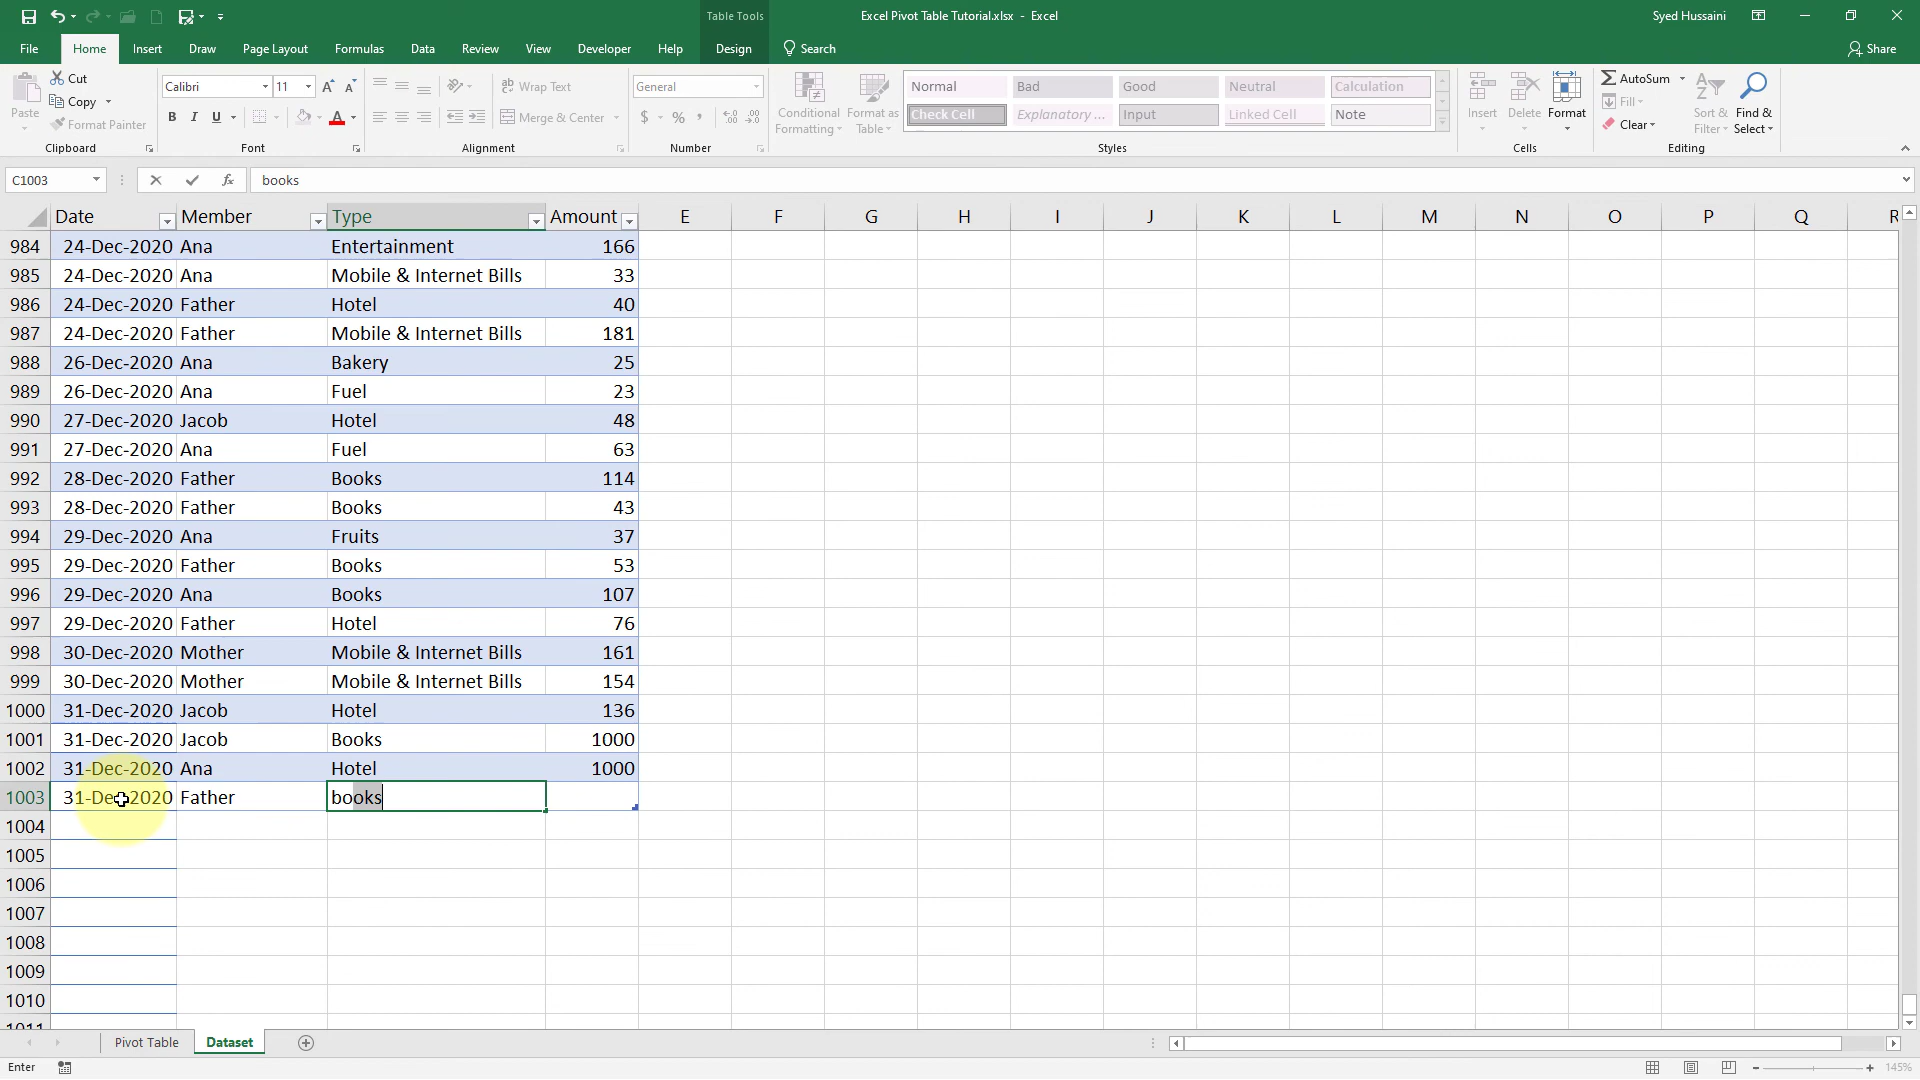 Table Tools
Excel Pivot Table Tutorial.xlsx - Excel
Syed Hussaini
File Home Insert Draw Page Layout Formulas Data Review View Developer Help Design Search Share
Paste
Cut
Copy
Format Painter
Clipboard
Calibri 11 A A
B I U A
Font
Wrap Text
Merge & Center
Alignment
General
$ % ,
Number
Conditional Formatting
Format as Table
Normal Bad Good Neutral Calculation
Check Cell Explanatory ... Input Linked Cell Note
Styles
Insert Delete Format
Cells
AutoSum
Fill
Clear
Sort & Filter
Find & Select
Editing
C1003 fx books
Date Member Type Amount E F G H I J K L M N O P Q R
984 24-Dec-2020 Ana Entertainment 166
985 24-Dec-2020 Ana Mobile & Internet Bills 33
986 24-Dec-2020 Father Hotel 40
987 24-Dec-2020 Father Mobile & Internet Bills 181
988 26-Dec-2020 Ana Bakery 25
989 26-Dec-2020 Ana Fuel 23
990 27-Dec-2020 Jacob Hotel 48
991 27-Dec-2020 Ana Fuel 63
992 28-Dec-2020 Father Books 114
993 28-Dec-2020 Father Books 43
994 29-Dec-2020 Ana Fruits 37
995 29-Dec-2020 Father Books 53
996 29-Dec-2020 Ana Books 107
997 29-Dec-2020 Father Hotel 76
998 30-Dec-2020 Mother Mobile & Internet Bills 161
999 30-Dec-2020 Mother Mobile & Internet Bills 154
1000 31-Dec-2020 Jacob Hotel 136
1001 31-Dec-2020 Jacob Books 1000
1002 31-Dec-2020 Ana Hotel 1000
1003 31-Dec-2020 Father books
1004
1005
1006
1007
1008
1009
1010
1011
Pivot Table Dataset
Enter 145%